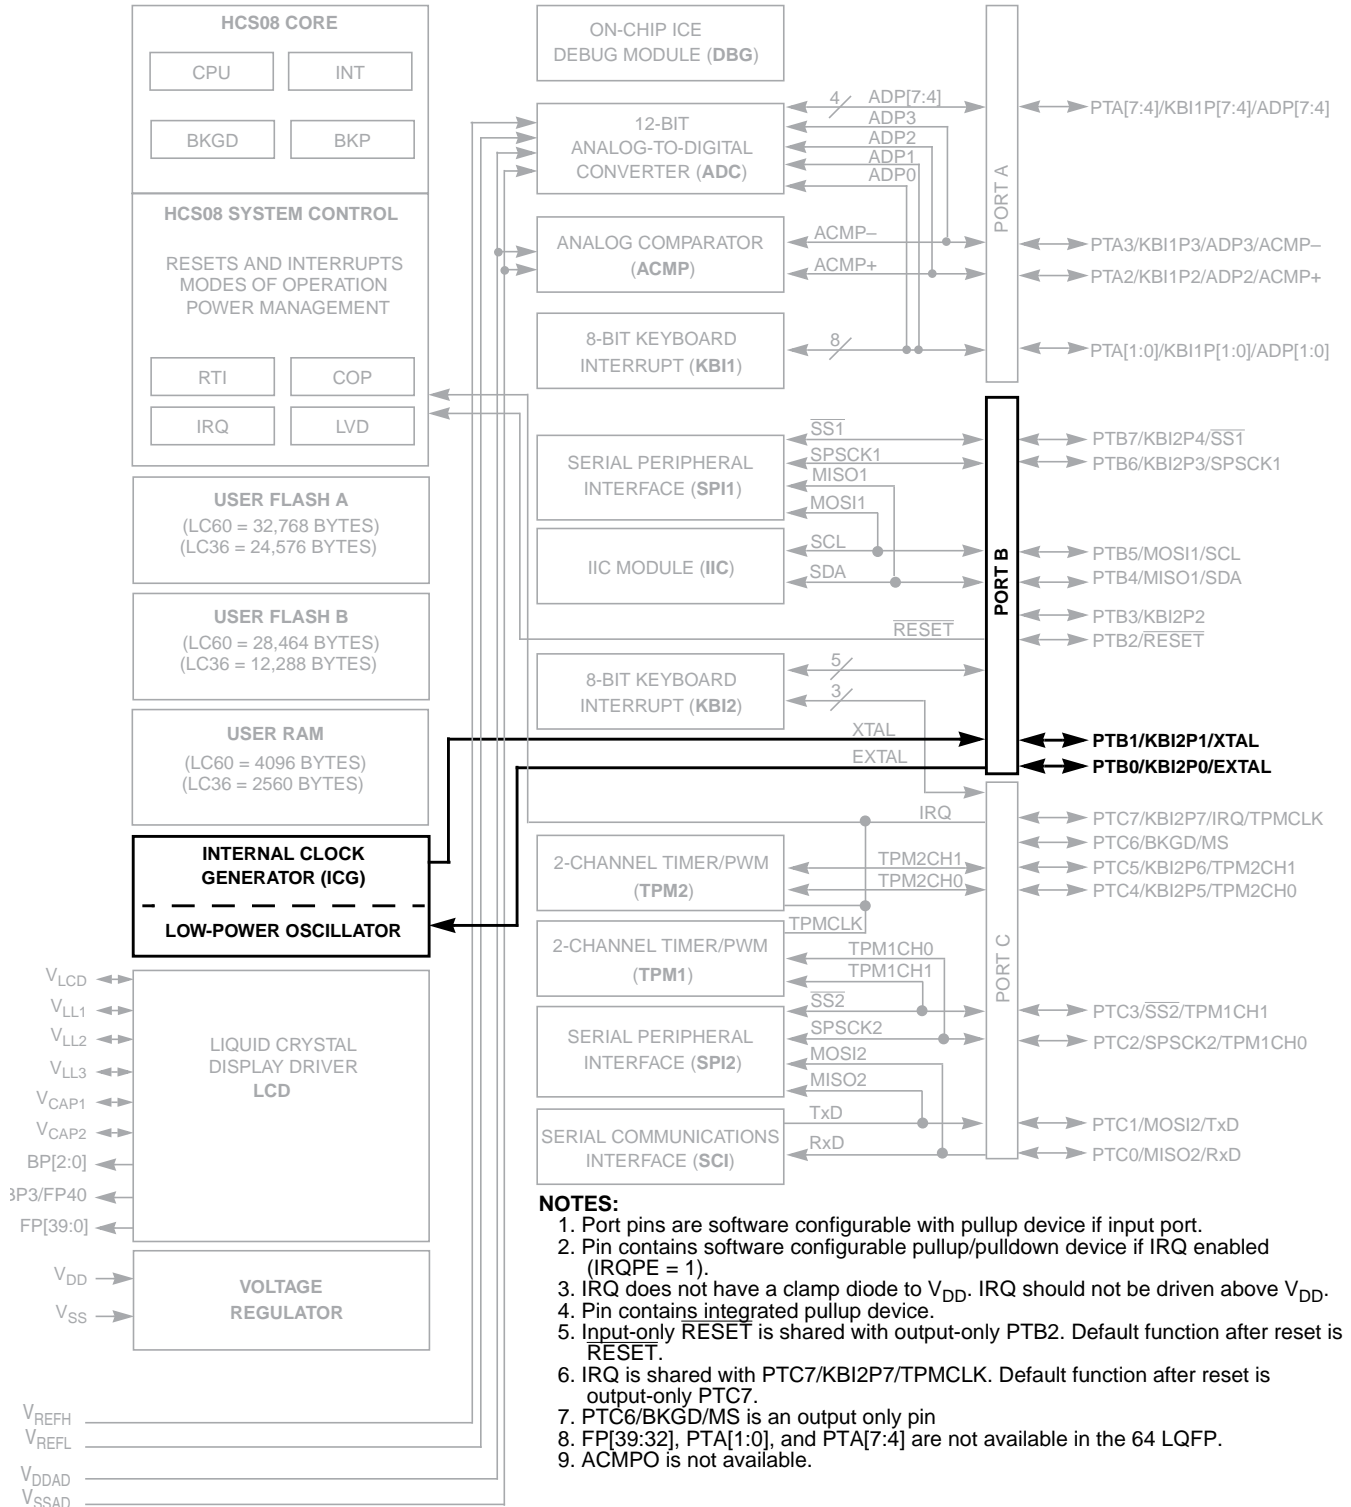 HCS08 CORE
CPU
INT
BKGD
BKP
HCS08 SYSTEM CONTROL
RESETS AND INTERRUPTS
MODES OF OPERATION
POWER MANAGEMENT
RTI
COP
IRQ
LVD
USER FLASH A
(LC60 = 32,768 BYTES)
(LC36 = 24,576 BYTES)
USER FLASH B
(LC60 = 28,464 BYTES)
(LC36 = 12,288 BYTES)
USER RAM
(LC60 = 4096 BYTES)
(LC36 = 2560 BYTES)
INTERNAL CLOCK
GENERATOR (ICG)
LOW-POWER OSCILLATOR
VLCD
VLL1
VLL2
VLL3
VCAP1
VCAP2
BP[2:0]
BP3/FP40
FP[39:0]
LIQUID CRYSTAL
DISPLAY DRIVER
LCD
VDD
VSS
VOLTAGE
REGULATOR
VREFH
VREFL
VDDAD
VSSAD
ON-CHIP ICE
DEBUG MODULE (DBG)
12-BIT
ANALOG-TO-DIGITAL
CONVERTER (ADC)
4
ADP[7:4]
ADP3
ADP2
ADP1
ADP0
ANALOG COMPARATOR
(ACMP)
ACMP–
ACMP+
8-BIT KEYBOARD
INTERRUPT (KBI1)
8
PORT A
PTA[7:4]/KBI1P[7:4]/ADP[7:4]
PTA3/KBI1P3/ADP3/ACMP–
PTA2/KBI1P2/ADP2/ACMP+
PTA[1:0]/KBI1P[1:0]/ADP[1:0]
SERIAL PERIPHERAL
INTERFACE (SPI1)
SS1
SPSCK1
MISO1
MOSI1
IIC MODULE (IIC)
SCL
SDA
RESET
8-BIT KEYBOARD
INTERRUPT (KBI2)
5
3
XTAL
EXTAL
PORT B
PTB7/KBI2P4/SS1
PTB6/KBI2P3/SPSCK1
PTB5/MOSI1/SCL
PTB4/MISO1/SDA
PTB3/KBI2P2
PTB2/RESET
PTB1/KBI2P1/XTAL
PTB0/KBI2P0/EXTAL
IRQ
2-CHANNEL TIMER/PWM
(TPM2)
TPM2CH1
TPM2CH0
TPMCLK
2-CHANNEL TIMER/PWM
(TPM1)
TPM1CH0
TPM1CH1
SERIAL PERIPHERAL
INTERFACE (SPI2)
SS2
SPSCK2
MOSI2
MISO2
SERIAL COMMUNICATIONS
INTERFACE (SCI)
TxD
RxD
PORT C
PTC7/KBI2P7/IRQ/TPMCLK
PTC6/BKGD/MS
PTC5/KBI2P6/TPM2CH1
PTC4/KBI2P5/TPM2CH0
PTC3/SS2/TPM1CH1
PTC2/SPSCK2/TPM1CH0
PTC1/MOSI2/TxD
PTC0/MISO2/RxD
NOTES:
1. Port pins are software configurable with pullup device if input port.
2. Pin contains software configurable pullup/pulldown device if IRQ enabled
(IRQPE = 1).
3. IRQ does not have a clamp diode to VDD. IRQ should not be driven above VDD.
4. Pin contains integrated pullup device.
5. Input-only RESET is shared with output-only PTB2. Default function after reset is
RESET.
6. IRQ is shared with PTC7/KBI2P7/TPMCLK. Default function after reset is
output-only PTC7.
7. PTC6/BKGD/MS is an output only pin
8. FP[39:32], PTA[1:0], and PTA[7:4] are not available in the 64 LQFP.
9. ACMPO is not available.